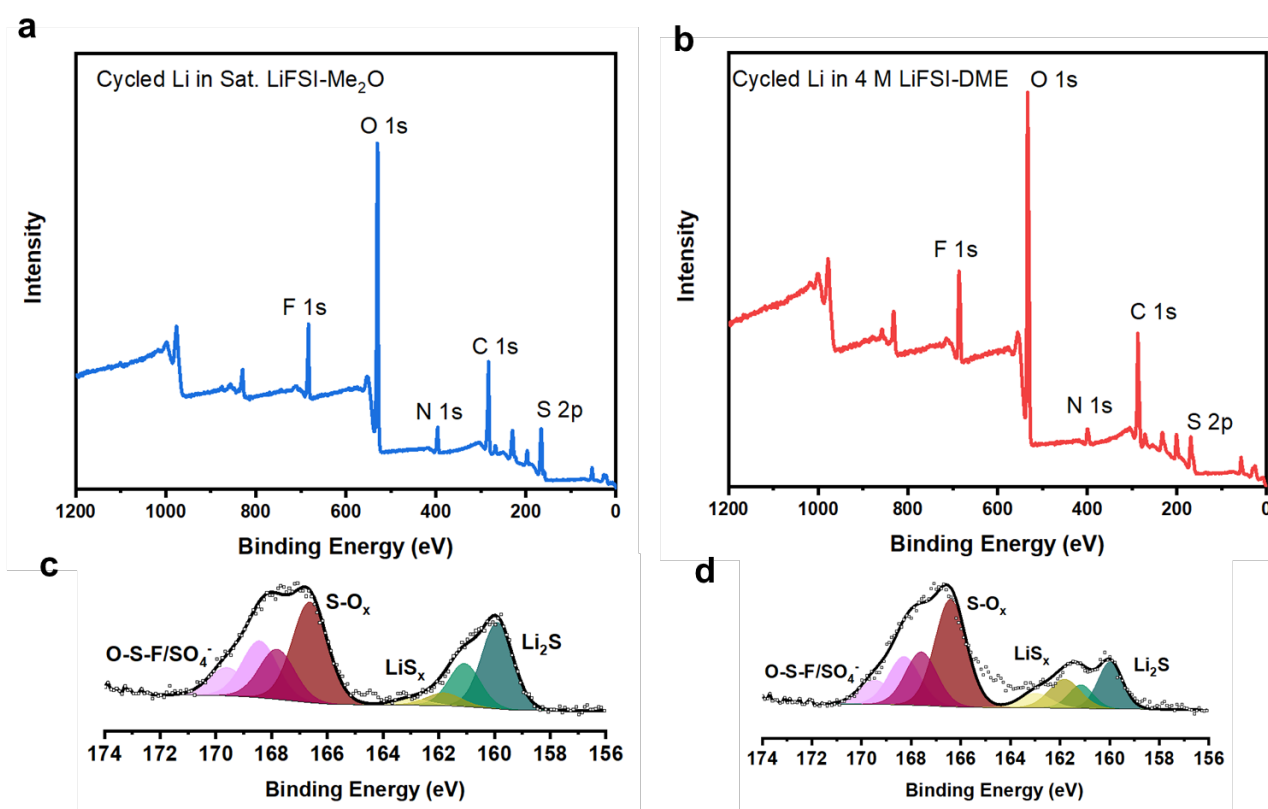 a
Cycled Li in Sat. LiFSI-Me₂O
O 1s
F 1s
C 1s
N 1s
S 2p
Intensity
1200 1000 800 600 400 200 0
Binding Energy (eV)
b
Cycled Li in 4 M LiFSI-DME
O 1s
F 1s
C 1s
N 1s
S 2p
Intensity
1200 1000 800 600 400 200 0
Binding Energy (eV)
c
S-Oₓ
O-S-F/SO₄⁻
LiSₓ
Li₂S
174 172 170 168 166 164 162 160 158 156
Binding Energy (eV)
d
S-Oₓ
O-S-F/SO₄⁻
LiSₓ
Li₂S
174 172 170 168 166 164 162 160 158 156
Binding Energy (eV)